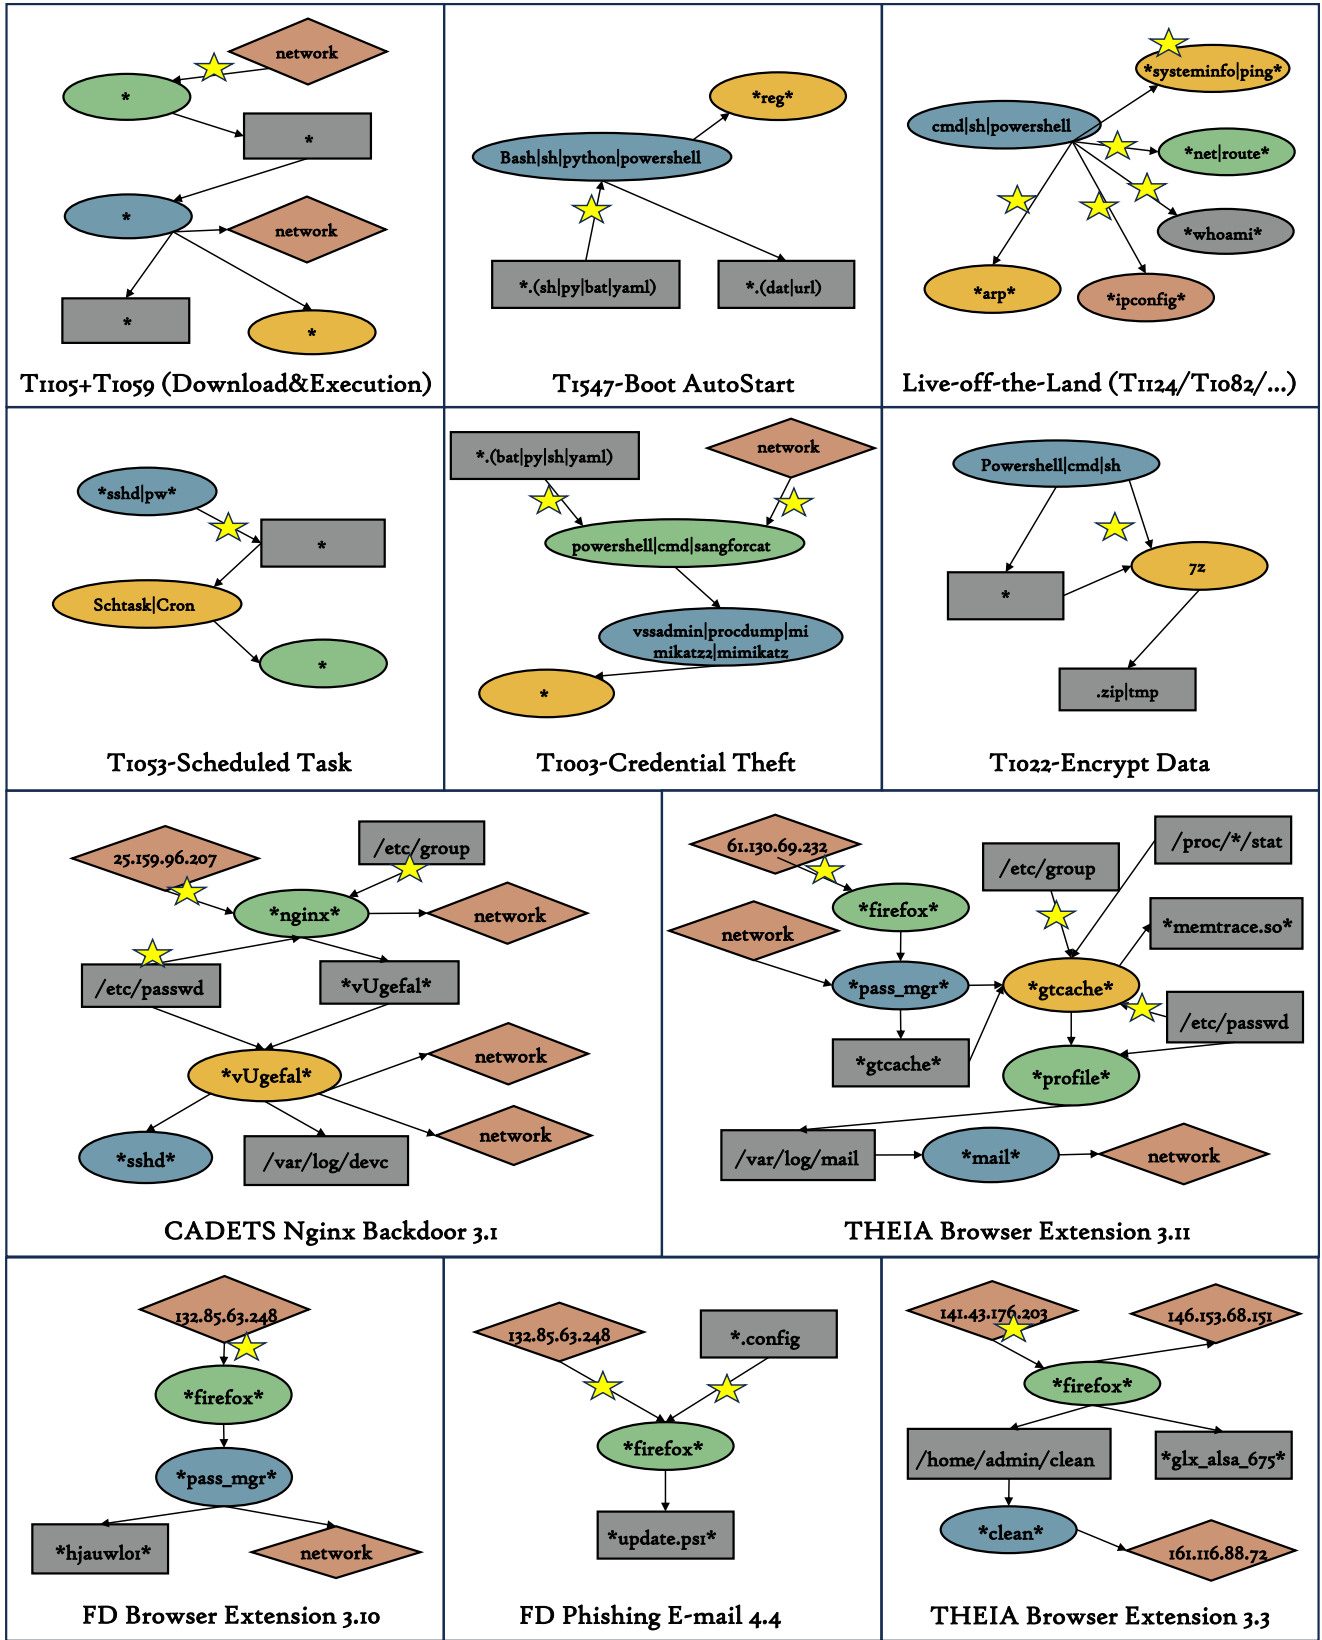 network
*
*
*
network
*
*
T1105+T1059 (Download&Execution)
*reg*
Bash|sh|python|powershell
*.(sh|py|bat|yaml)
*.(dat|url)
T1547-Boot AutoStart
*systeminfo|ping*
cmd|sh|powershell
*net|route*
*whoami*
*arp*
*ipconfig*
Live-off-the-Land (T1124/T1082/...)
*sshd|pw*
*
Schtask|Cron
*
T1053-Scheduled Task
*.(bat|py|sh|yaml)
network
powershell|cmd|sangforcat
vssadmin|procdump|mi
mikatz2|mimikatz
*
T1003-Credential Theft
Powershell|cmd|sh
7z
*
.zip|tmp
T1022-Encrypt Data
25.159.96.207
/etc/group
*nginx*
network
/etc/passwd
*vUgefal*
*vUgefal*
network
network
*sshd*
/var/log/devc
CADETS Nginx Backdoor 3.1
61.130.69.232
/etc/group
/proc/*/stat
*firefox*
network
*memtrace.so*
*pass_mgr*
*gtcache*
/etc/passwd
*gtcache*
*profile*
/var/log/mail
*mail*
network
THEIA Browser Extension 3.11
132.85.63.248
*firefox*
*pass_mgr*
*hjauwl01*
network
FD Browser Extension 3.10
132.85.63.248
*.config
*firefox*
*update.ps1*
FD Phishing E-mail 4.4
141.43.176.203
146.153.68.151
*firefox*
/home/admin/clean
*glx_alsa_675*
*clean*
161.116.88.72
THEIA Browser Extension 3.3